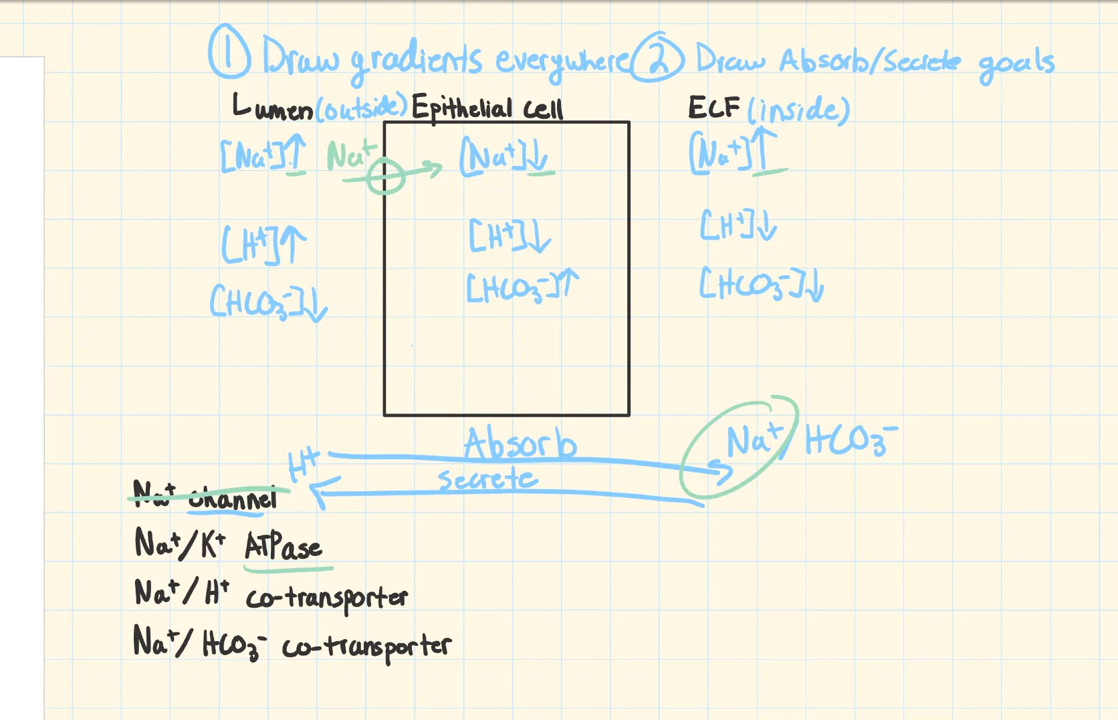 ① Draw gradients everywhere ② Draw Absorb/Secrete goals
Lumen (outside) Epithelial cell ECF (inside)
[Na⁺]↑ Na⁺ → [Na⁺]↓ [Na⁺]↑
[H⁺]↑ [H⁺]↓ [H⁺]↓
[HCO₃⁻]↓ [HCO₃⁻]↑ [HCO₃⁻]↓
Absorb Na⁺/HCO₃⁻
H⁺ secrete
Na⁺ channel
Na⁺/K⁺ ATPase
Na⁺/H⁺ co-transporter
Na⁺/HCO₃⁻ co-transporter